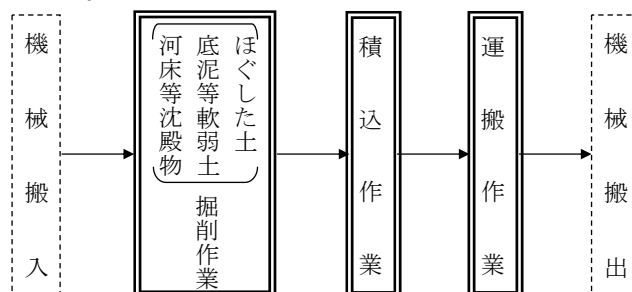 機械搬入
ほぐした土
底泥等軟弱土
河床等沈殿物
掘削作業
積込作業
運搬作業
機械搬出